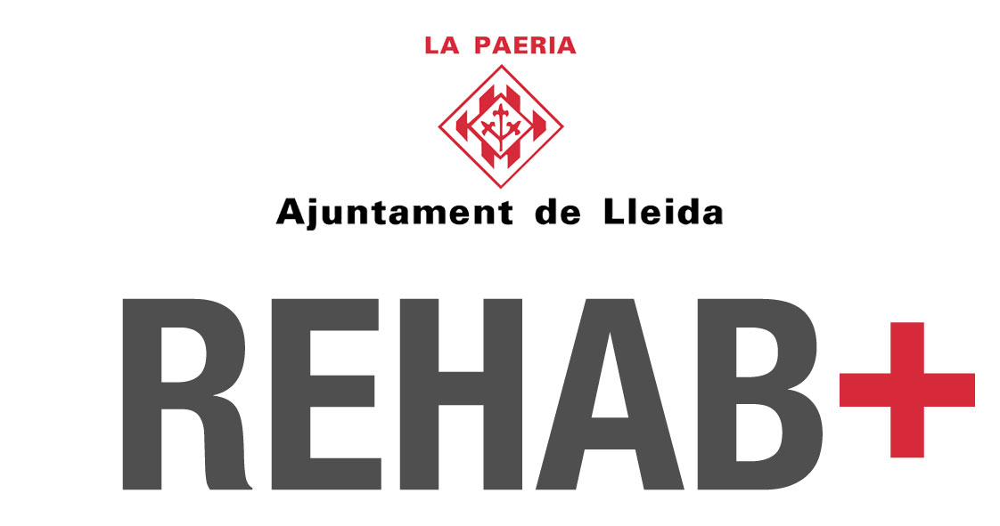 LA PAERIA
Ajuntament de Lleida
REHAB+